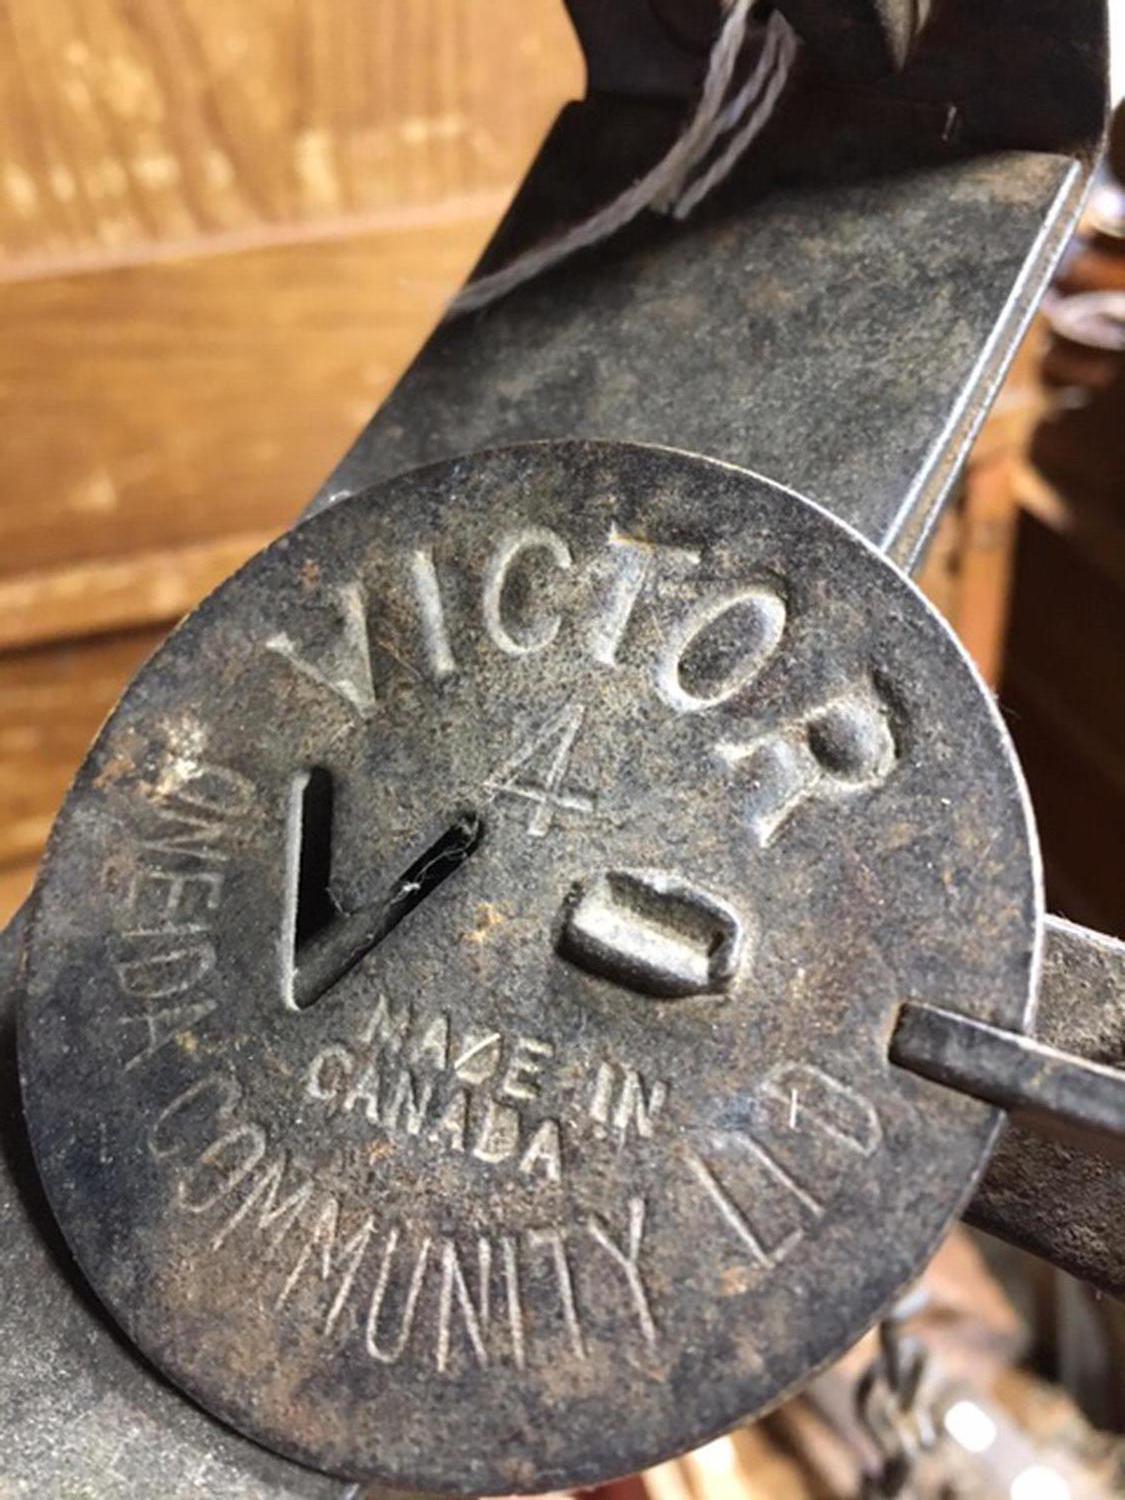 VICTOR
4
MADE IN
CANADA
ONEIDA COMMUNITY LTD